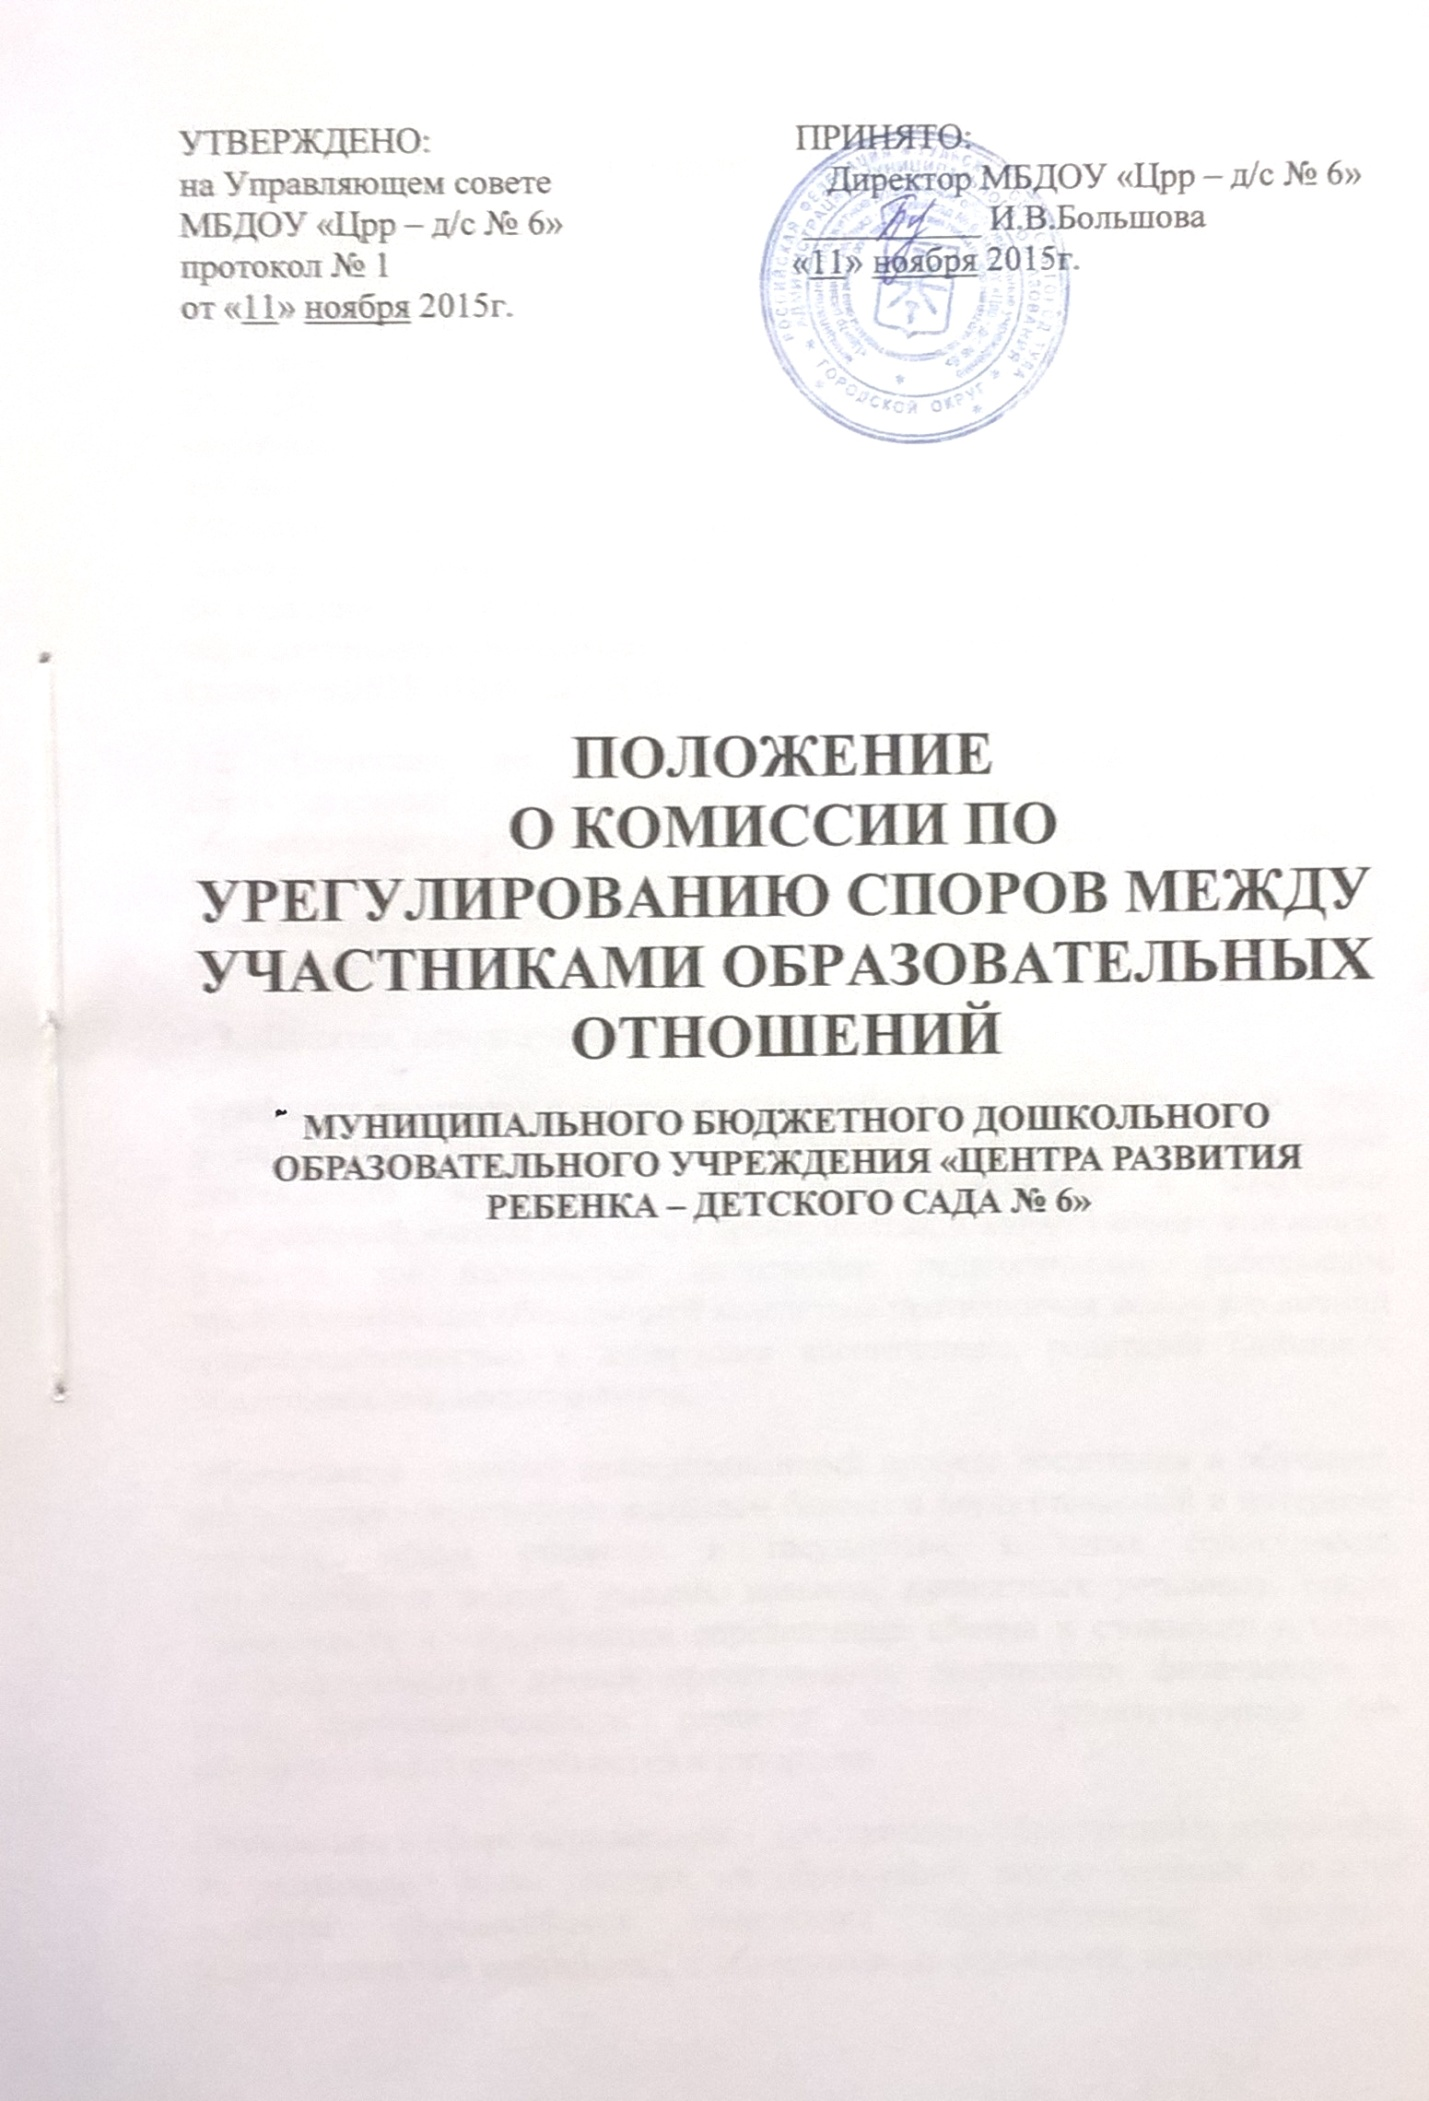 УТВЕРЖДЕНО:
на Управляющем совете
МБДОУ «Црр – д/с № 6»
протокол № 1
от «11» ноября 2015г.
ПРИНЯТО:
Директор МБДОУ «Црр – д/с № 6»
И.В.Большова
«11» ноября 2015г.
ГОРОДСКОЙ ОКРУГ
ПОЛОЖЕНИЕ
О КОМИССИИ ПО
УРЕГУЛИРОВАНИЮ СПОРОВ МЕЖДУ
УЧАСТНИКАМИ ОБРАЗОВАТЕЛЬНЫХ
ОТНОШЕНИЙ
МУНИЦИПАЛЬНОГО БЮДЖЕТНОГО ДОШКОЛЬНОГО
ОБРАЗОВАТЕЛЬНОГО УЧРЕЖДЕНИЯ «ЦЕНТРА РАЗВИТИЯ
РЕБЕНКА – ДЕТСКОГО САДА № 6»